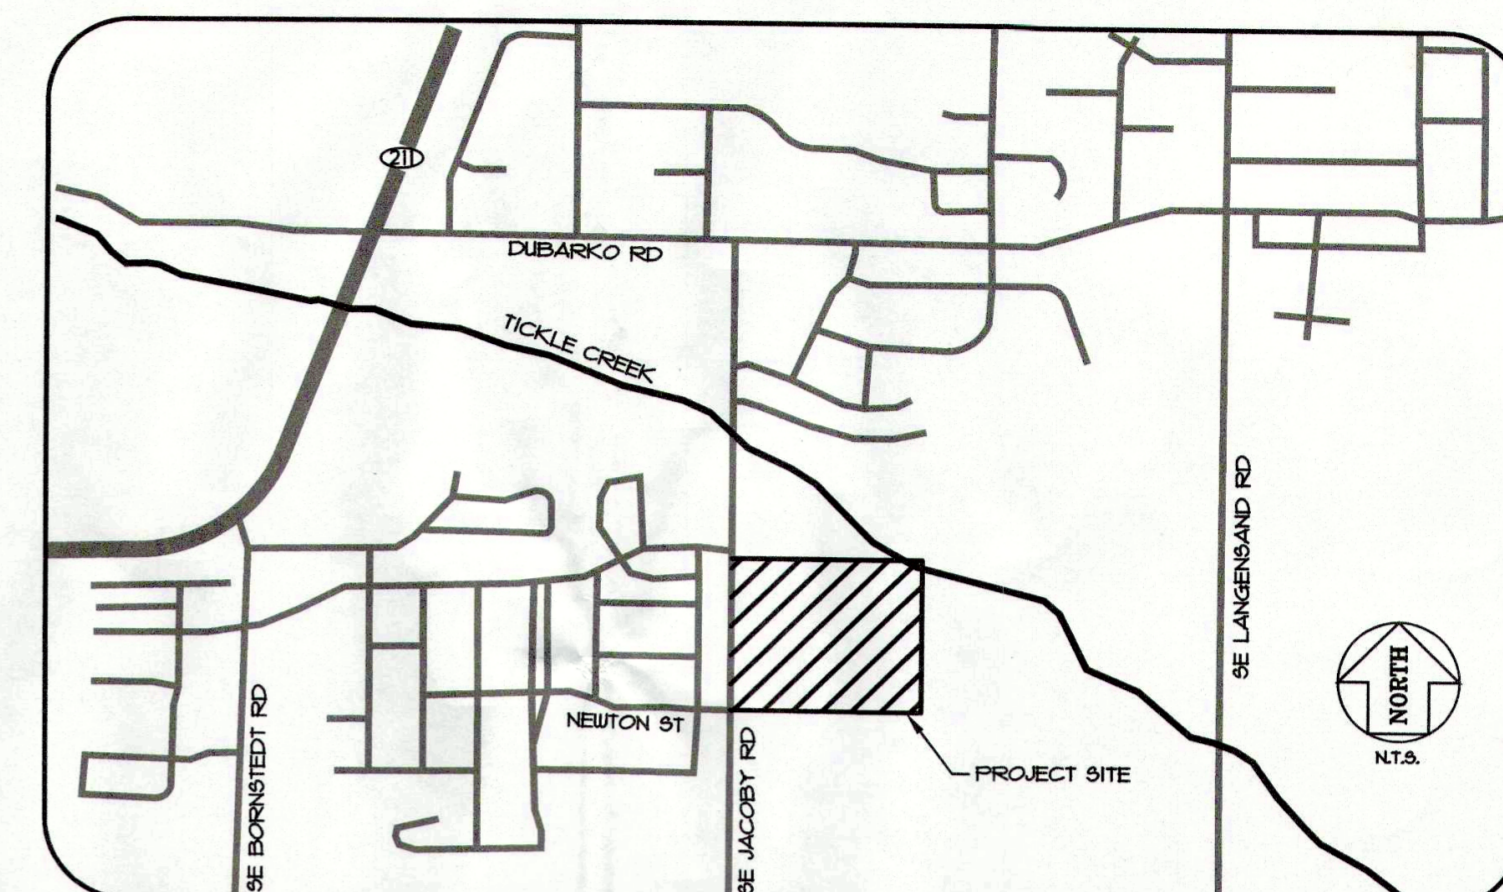 211
DUBARKO RD
TICKLE CREEK
SE LANGENSAND RD
NORTH
N.T.S.
SE BORNSTEDT RD
NEWTON ST
SE JACOBY RD
PROJECT SITE